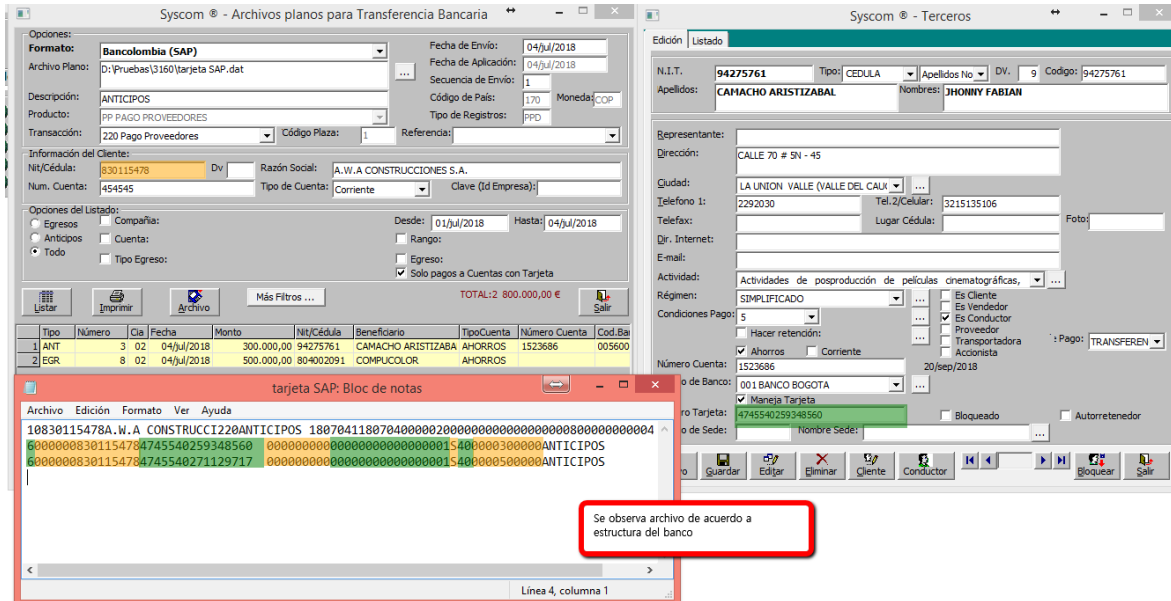 Syscom ® - Archivos planos para Transferencia Bancaria
Opciones:
Formato: Bancolombia (SAP)
Fecha de Envío: 04/jul/2018
Archivo Plano: D:\Pruebas\3160\tarjeta SAP.dat ...
Fecha de Aplicación: 04/jul/2018
Secuencia de Envío: 1
Descripción: ANTICIPOS
Código de País: 170 Moneda: COP
Producto: PP PAGO PROVEEDORES
Tipo de Registros: PPD
Transacción: 220 Pago Proveedores Código Plaza: 1 Referencia:
Información del Cliente:
Nit/Cédula: 830115478 Dv Razón Social: A.W.A CONSTRUCCIONES S.A.
Num. Cuenta: 454545 Tipo de Cuenta: Corriente Clave (Id Empresa):
Opciones del Listado:
Egresos Compañia: Desde: 01/jul/2018 Hasta: 04/jul/2018
Anticipos Cuenta: Rango:
Todo Tipo Egreso: Egreso:
Solo pagos a Cuentas con Tarjeta
Listar Imprimir Archivo Más Filtros ... TOTAL:2 800.000,00 € Salir
Tipo Número Cia Fecha Monto Nit/Cédula Beneficiario TipoCuenta Número Cuenta Cod.Ban
1 ANT 3 02 04/jul/2018 300.000,00 94275761 CAMACHO ARISTIZABA AHORROS 1523686 005600
2 EGR 8 02 04/jul/2018 500.000,00 804002091 COMPUCOLOR AHORROS
tarjeta SAP: Bloc de notas
Archivo Edición Formato Ver Ayuda
Línea 4, columna 1
Syscom ® - Terceros
Edición Listado
N.I.T. 94275761 Tipo: CEDULA Apellidos No DV. 9 Codigo: 94275761
Apellidos: CAMACHO ARISTIZABAL Nombres: JHONNY FABIAN
Representante:
Dirección: CALLE 70 # 5N - 45
Ciudad: LA UNION VALLE (VALLE DEL CAUC ...
Telefono 1: 2292030 Tel.2/Celular: 3215135106
Telefax: Lugar Cédula: Foto:
Dir. Internet:
E-mail:
Actividad: Actividades de posproducción de películas cinematográficas, ...
Régimen: SIMPLIFICADO ... Es Cliente
Es Vendedor
Condiciones Pago: 5 ... Es Conductor
Hacer retención: ... Proveedor
Transportadora : Pago: TRANSFEREN
Ahorros Corriente Accionista
Número Cuenta: 1523686 20/sep/2018
o de Banco: 001 BANCO BOGOTA ...
Maneja Tarjeta
ro Tarjeta: 4745540259348560 Bloqueado Autorretenedor
o de Sede: Nombre Sede: ...
vo Guardar Editar Eliminar Cliente Conductor Bloquear Salir
Se observa archivo de acuerdo a
estructura del banco